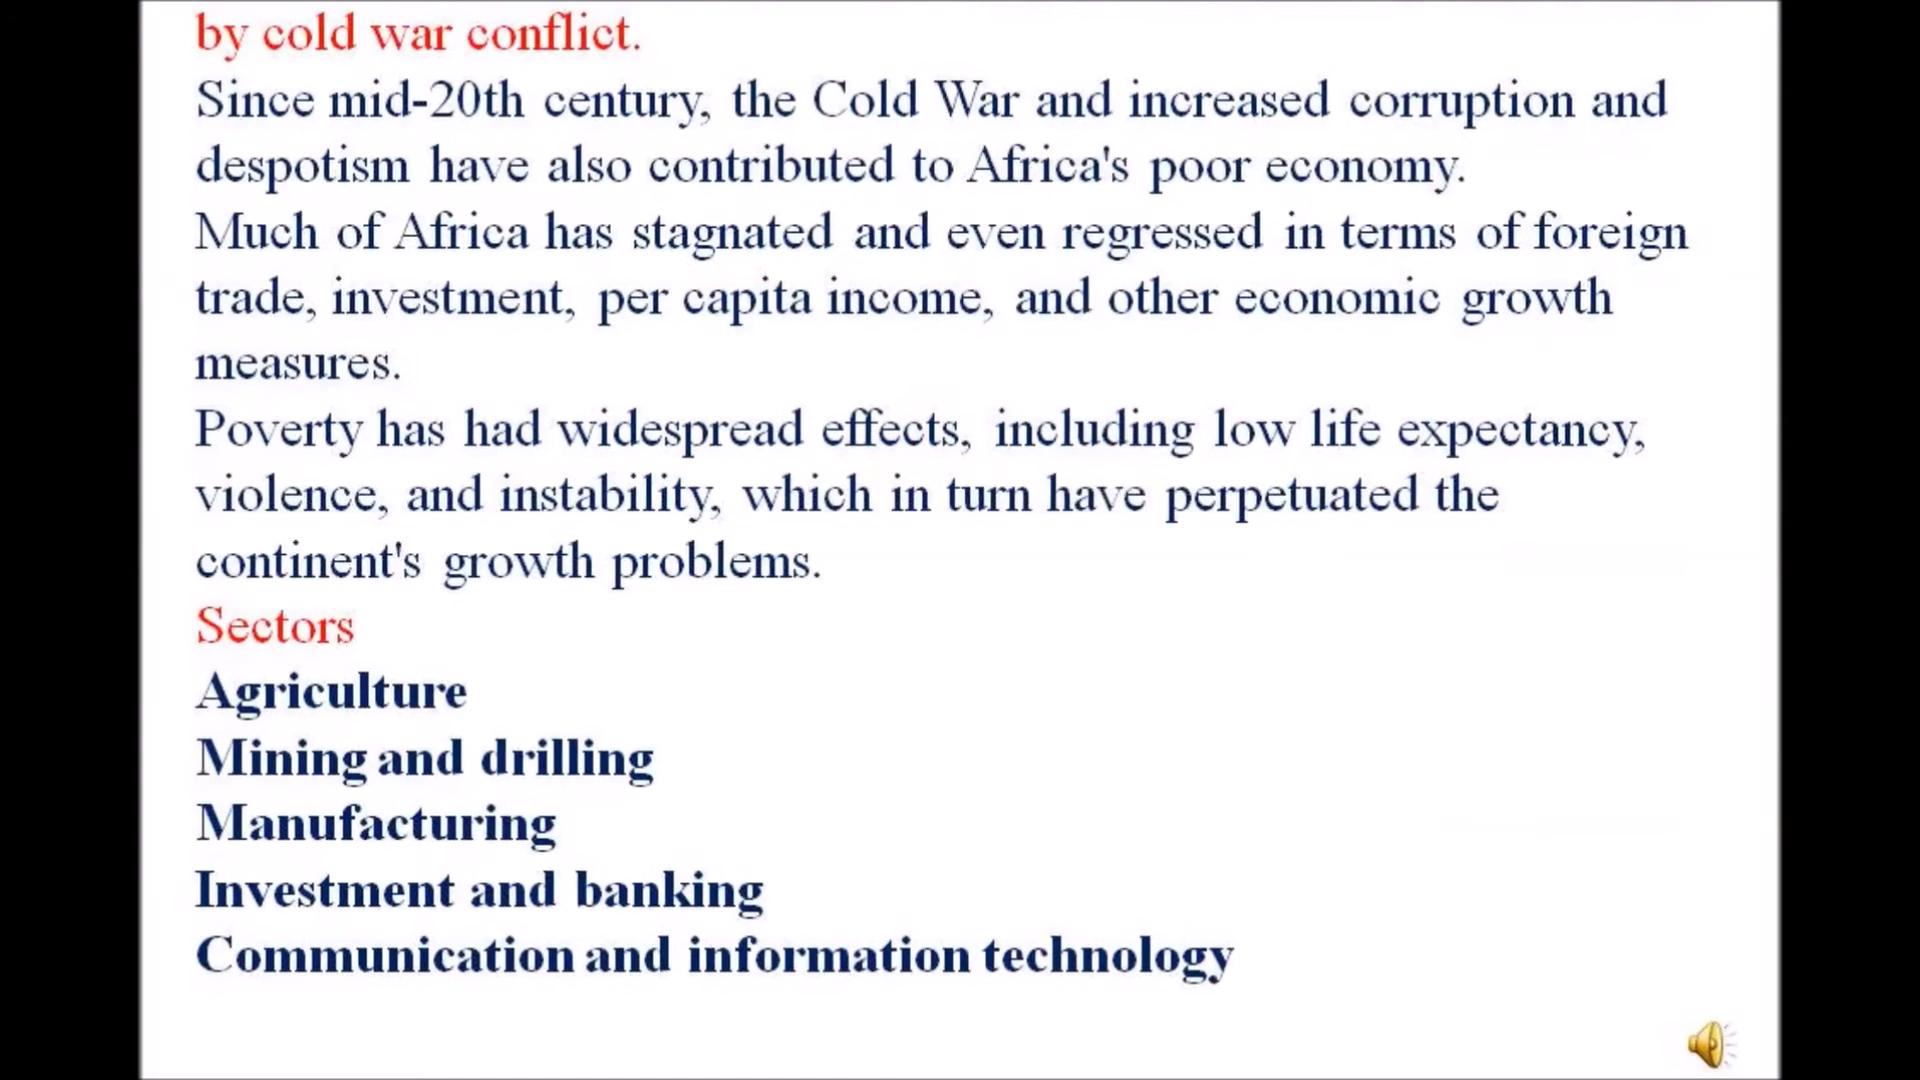 by cold war conflict.
Since mid-20th century, the Cold War and increased corruption and
despotism have also contributed to Africa's poor economy.
Much of Africa has stagnated and even regressed in terms of foreign
trade, investment, per capita income, and other economic growth
measures.
Poverty has had widespread effects, including low life expectancy,
violence, and instability, which in turn have perpetuated the
continent's growth problems.
Sectors
Agriculture
Mining and drilling
Manufacturing
Investment and banking
Communication and information technology